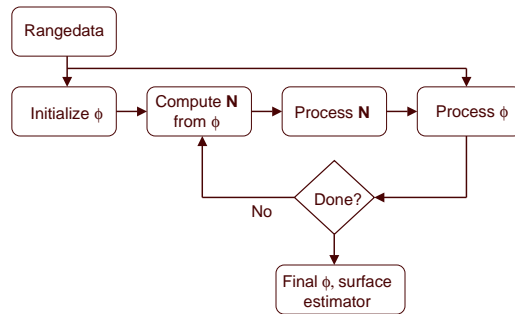 Rangedata
Initialize ϕ
Compute N
from ϕ
Process N
Process ϕ
Done?
No
Final ϕ, surface
estimator